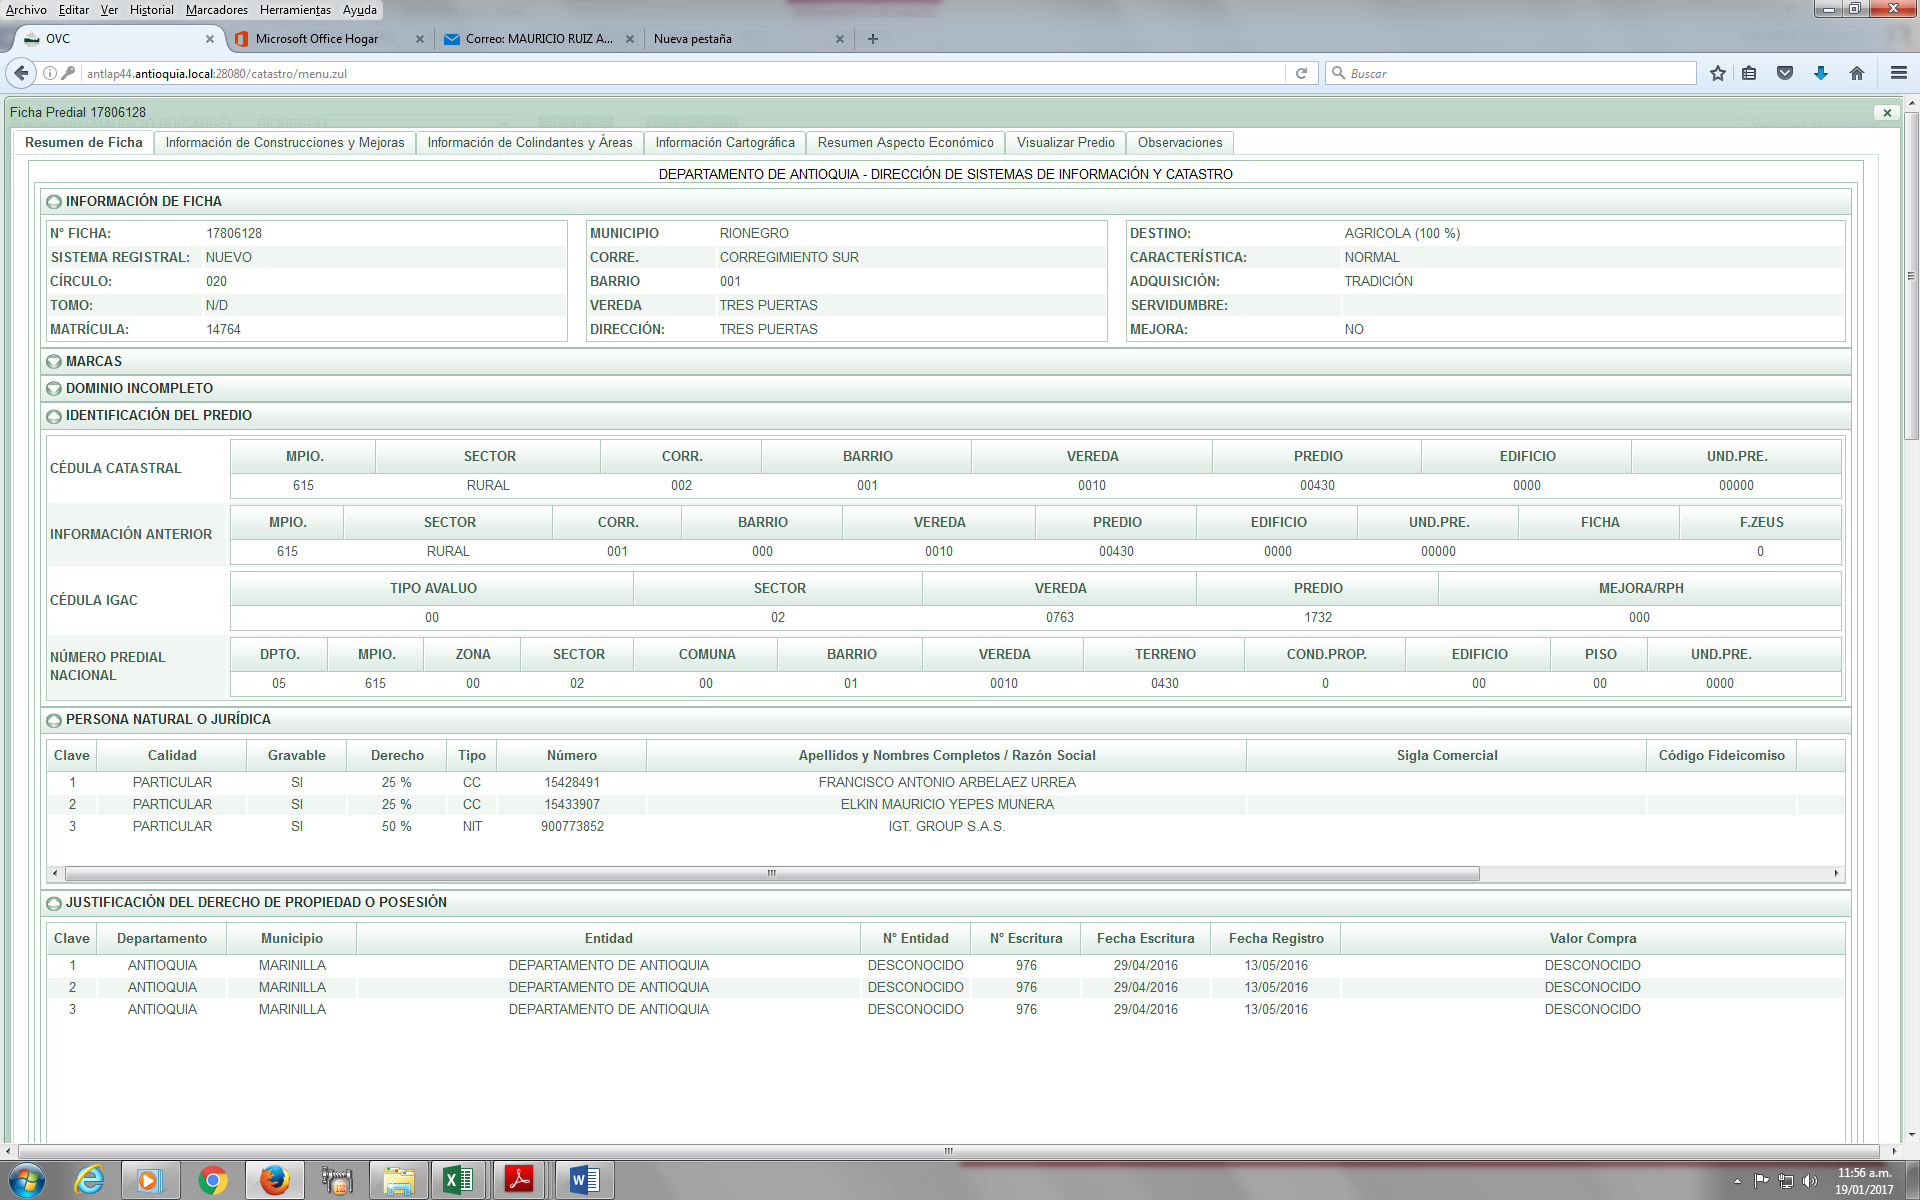 Archivo Editar Ver Historial Marcadores Herramientas Ayuda
OVC Microsoft Office Hogar Correo: MAURICIO RUIZ A... Nueva pestaña
antlap44.antioquia.local:28080/catastro/menu.zul Buscar
Ficha Predial 17806128
Resumen de Ficha Información de Construcciones y Mejoras Información de Colindantes y Áreas Información Cartográfica Resumen Aspecto Económico Visualizar Predio Observaciones
DEPARTAMENTO DE ANTIOQUIA - DIRECCIÓN DE SISTEMAS DE INFORMACIÓN Y CATASTRO
INFORMACIÓN DE FICHA
N° FICHA: 17806128 MUNICIPIO RIONEGRO DESTINO: AGRICOLA (100 %)
SISTEMA REGISTRAL: NUEVO CORRE. CORREGIMIENTO SUR CARACTERÍSTICA: NORMAL
CÍRCULO: 020 BARRIO 001 ADQUISICIÓN: TRADICIÓN
TOMO: N/D VEREDA TRES PUERTAS SERVIDUMBRE:
MATRÍCULA: 14764 DIRECCIÓN: TRES PUERTAS MEJORA: NO
MARCAS
DOMINIO INCOMPLETO
IDENTIFICACIÓN DEL PREDIO
CÉDULA CATASTRAL
MPIO. SECTOR CORR. BARRIO VEREDA PREDIO EDIFICIO UND.PRE.
615 RURAL 002 001 0010 00430 0000 00000
INFORMACIÓN ANTERIOR
MPIO. SECTOR CORR. BARRIO VEREDA PREDIO EDIFICIO UND.PRE. FICHA F.ZEUS
615 RURAL 001 000 0010 00430 0000 00000 0
CÉDULA IGAC
TIPO AVALUO SECTOR VEREDA PREDIO MEJORA/RPH
00 02 0763 1732 000
NÚMERO PREDIAL NACIONAL
DPTO. MPIO. ZONA SECTOR COMUNA BARRIO VEREDA TERRENO COND.PROP. EDIFICIO PISO UND.PRE.
05 615 00 02 00 01 0010 0430 0 00 00 0000
PERSONA NATURAL O JURÍDICA
Clave Calidad Gravable Derecho Tipo Número Apellidos y Nombres Completos / Razón Social Sigla Comercial Código Fideicomiso
1 PARTICULAR SI 25 % CC 15428491 FRANCISCO ANTONIO ARBELAEZ URREA
2 PARTICULAR SI 25 % CC 15433907 ELKIN MAURICIO YEPES MUNERA
3 PARTICULAR SI 50 % NIT 900773852 IGT. GROUP S.A.S.
JUSTIFICACIÓN DEL DERECHO DE PROPIEDAD O POSESIÓN
Clave Departamento Municipio Entidad N° Entidad N° Escritura Fecha Escritura Fecha Registro Valor Compra
1 ANTIOQUIA MARINILLA DEPARTAMENTO DE ANTIOQUIA DESCONOCIDO 976 29/04/2016 13/05/2016 DESCONOCIDO
2 ANTIOQUIA MARINILLA DEPARTAMENTO DE ANTIOQUIA DESCONOCIDO 976 29/04/2016 13/05/2016 DESCONOCIDO
3 ANTIOQUIA MARINILLA DEPARTAMENTO DE ANTIOQUIA DESCONOCIDO 976 29/04/2016 13/05/2016 DESCONOCIDO
11:56 a.m.
19/01/2017